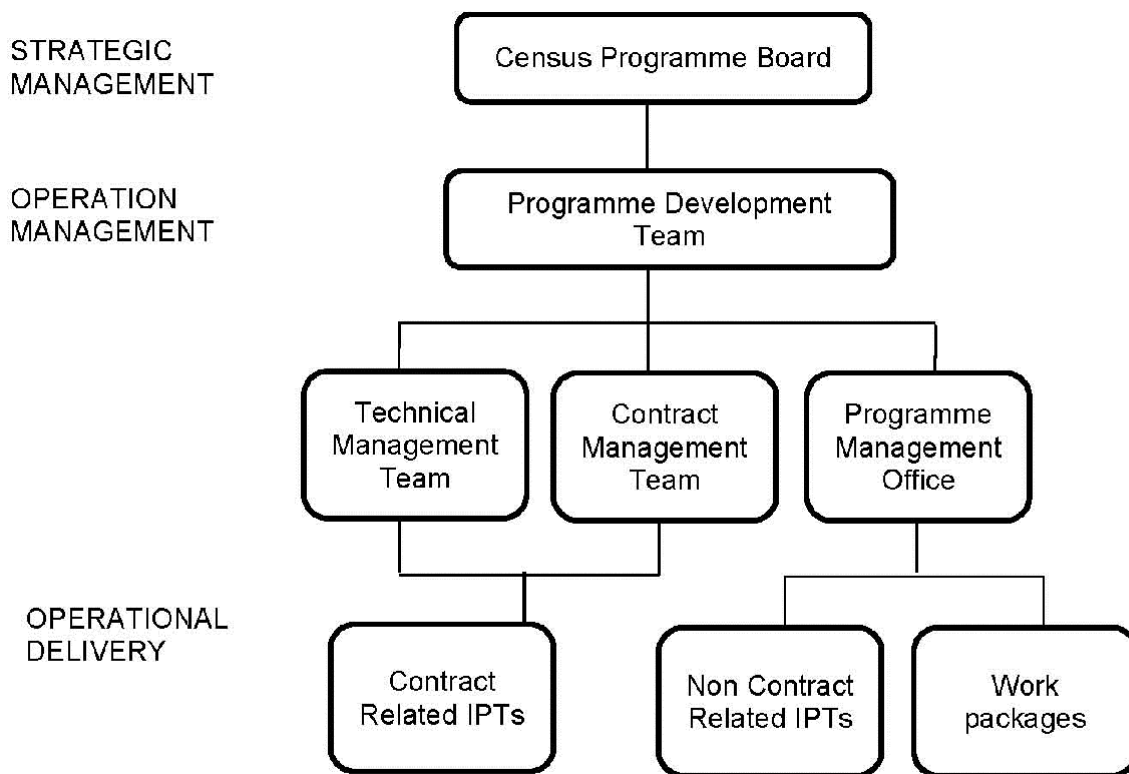 STRATEGIC
MANAGEMENT
Census Programme Board
OPERATION
MANAGEMENT
Programme Development
Team
Technical
Management
Team
Contract
Management
Team
Programme
Management
Office
OPERATIONAL
DELIVERY
Contract
Related IPTs
Non Contract
Related IPTs
Work
packages